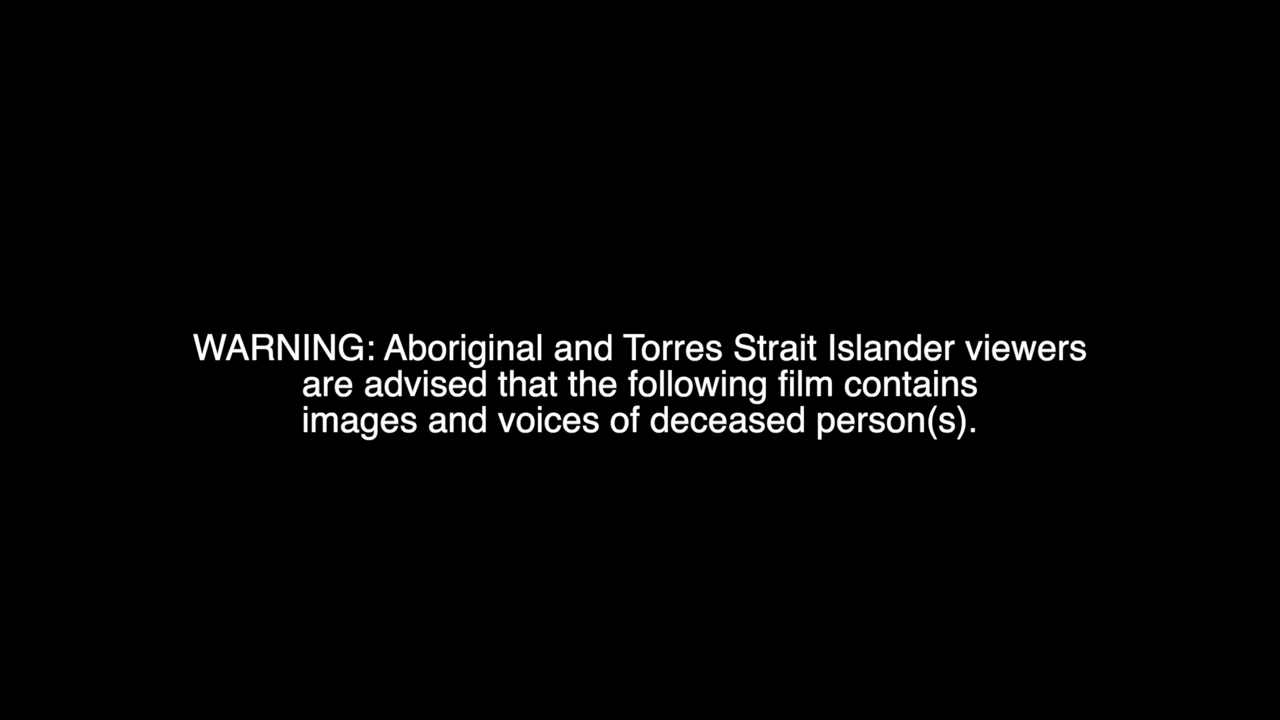 WARNING: Aboriginal and Torres Strait Islander viewers
are advised that the following film contains
images and voices of deceased person(s).